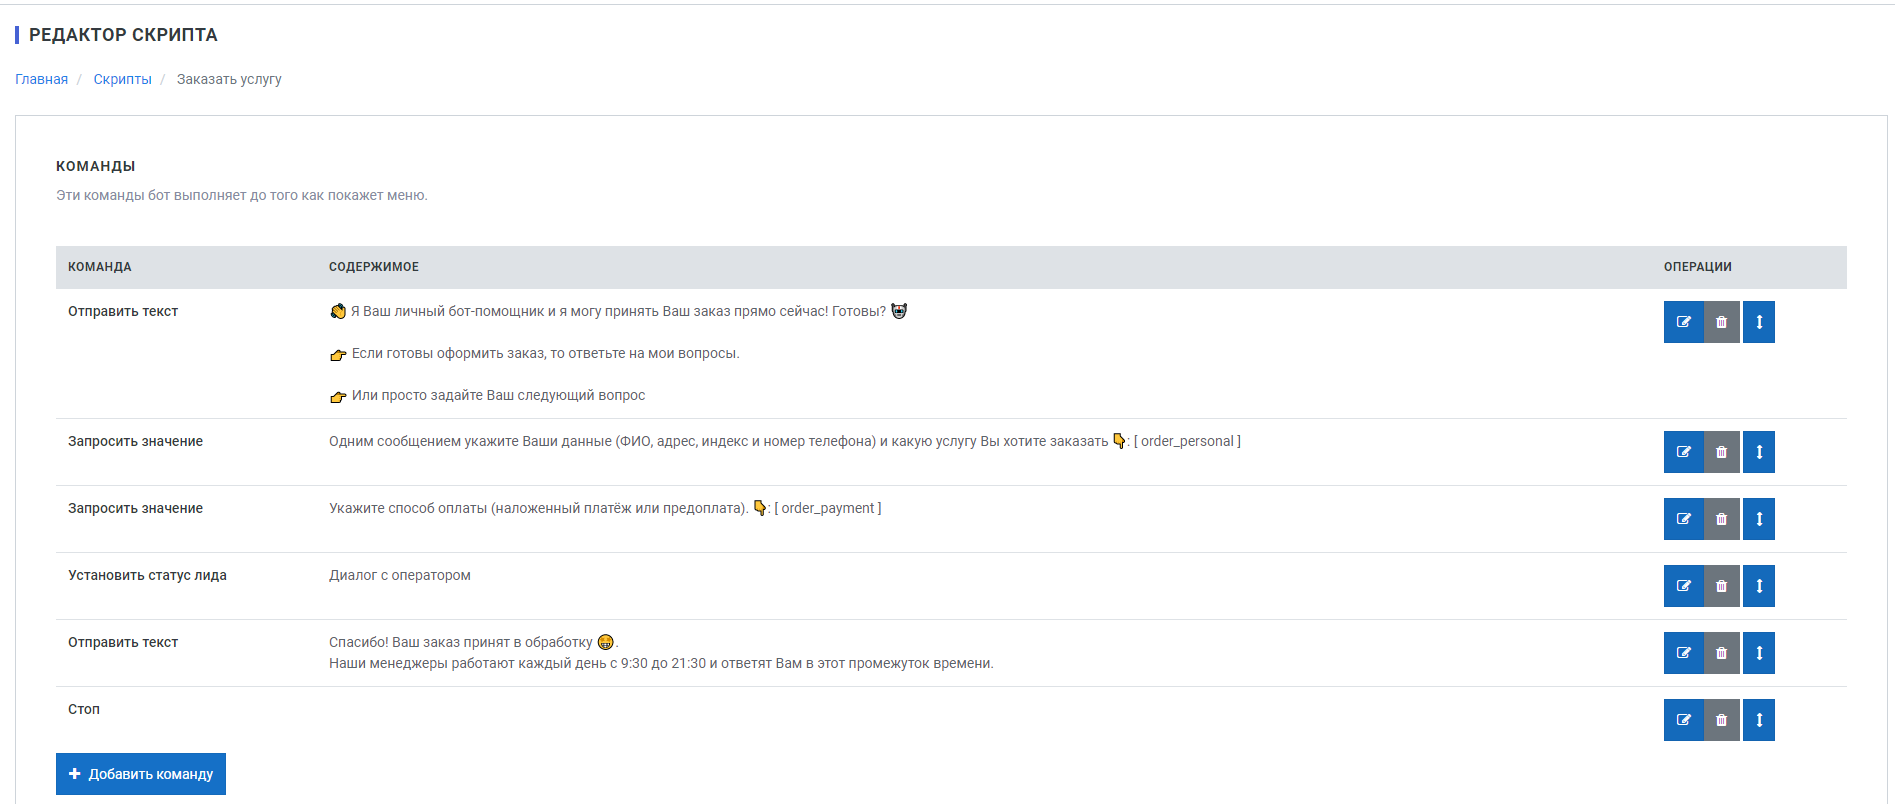 РЕДАКТОР СКРИПТА
Главная / Скрипты / Заказать услугу
КОМАНДЫ
Эти команды бот выполняет до того как покажет меню.
КОМАНДА СОДЕРЖИМОЕ ОПЕРАЦИИ
Отправить текст 👏 Я Ваш личный бот-помощник и я могу принять Ваш заказ прямо сейчас! Готовы? 🤖
👉 Если готовы оформить заказ, то ответьте на мои вопросы.
👉 Или просто задайте Ваш следующий вопрос
Запросить значение Одним сообщением укажите Ваши данные (ФИО, адрес, индекс и номер телефона) и какую услугу Вы хотите заказать 👇: [ order_personal ]
Запросить значение Укажите способ оплаты (наложенный платёж или предоплата). 👇: [ order_payment ]
Установить статус лида Диалог с оператором
Отправить текст Спасибо! Ваш заказ принят в обработку 😁.
Наши менеджеры работают каждый день с 9:30 до 21:30 и ответят Вам в этот промежуток времени.
Стоп
+ Добавить команду